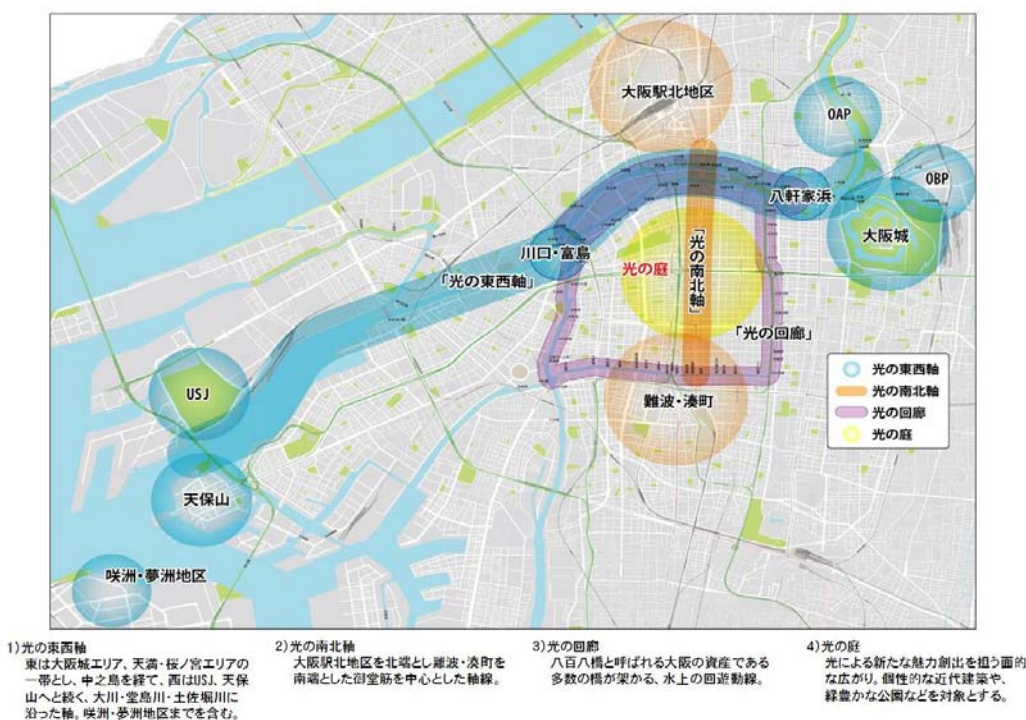 大阪駅北地区
OAP
OBP
八軒家浜
大阪城
川口・富島
光の庭
「光の南北軸」
「光の東西軸」
「光の回廊」
USJ
難波・湊町
天保山
咲洲・夢洲地区
光の東西軸
光の南北軸
光の回廊
光の庭
1)光の東西軸
東は大阪城エリア、天満・桜ノ宮エリアの
一帯とし、中之島を経て、西はUSJ、天保
山へと続く、大川・堂島川・土佐堀川に
沿った軸。咲洲・夢洲地区までを含む。
2)光の南北軸
大阪駅北地区を北端とし難波・湊町を
南端とした御堂筋を中心とした軸線。
3)光の回廊
八百八橋と呼ばれる大阪の資産である
多数の橋が架かる、水上の回遊動線。
4)光の庭
光による新たな魅力創出を担う面的
な広がり。個性的な近代建築や、
緑豊かな公園などを対象とする。